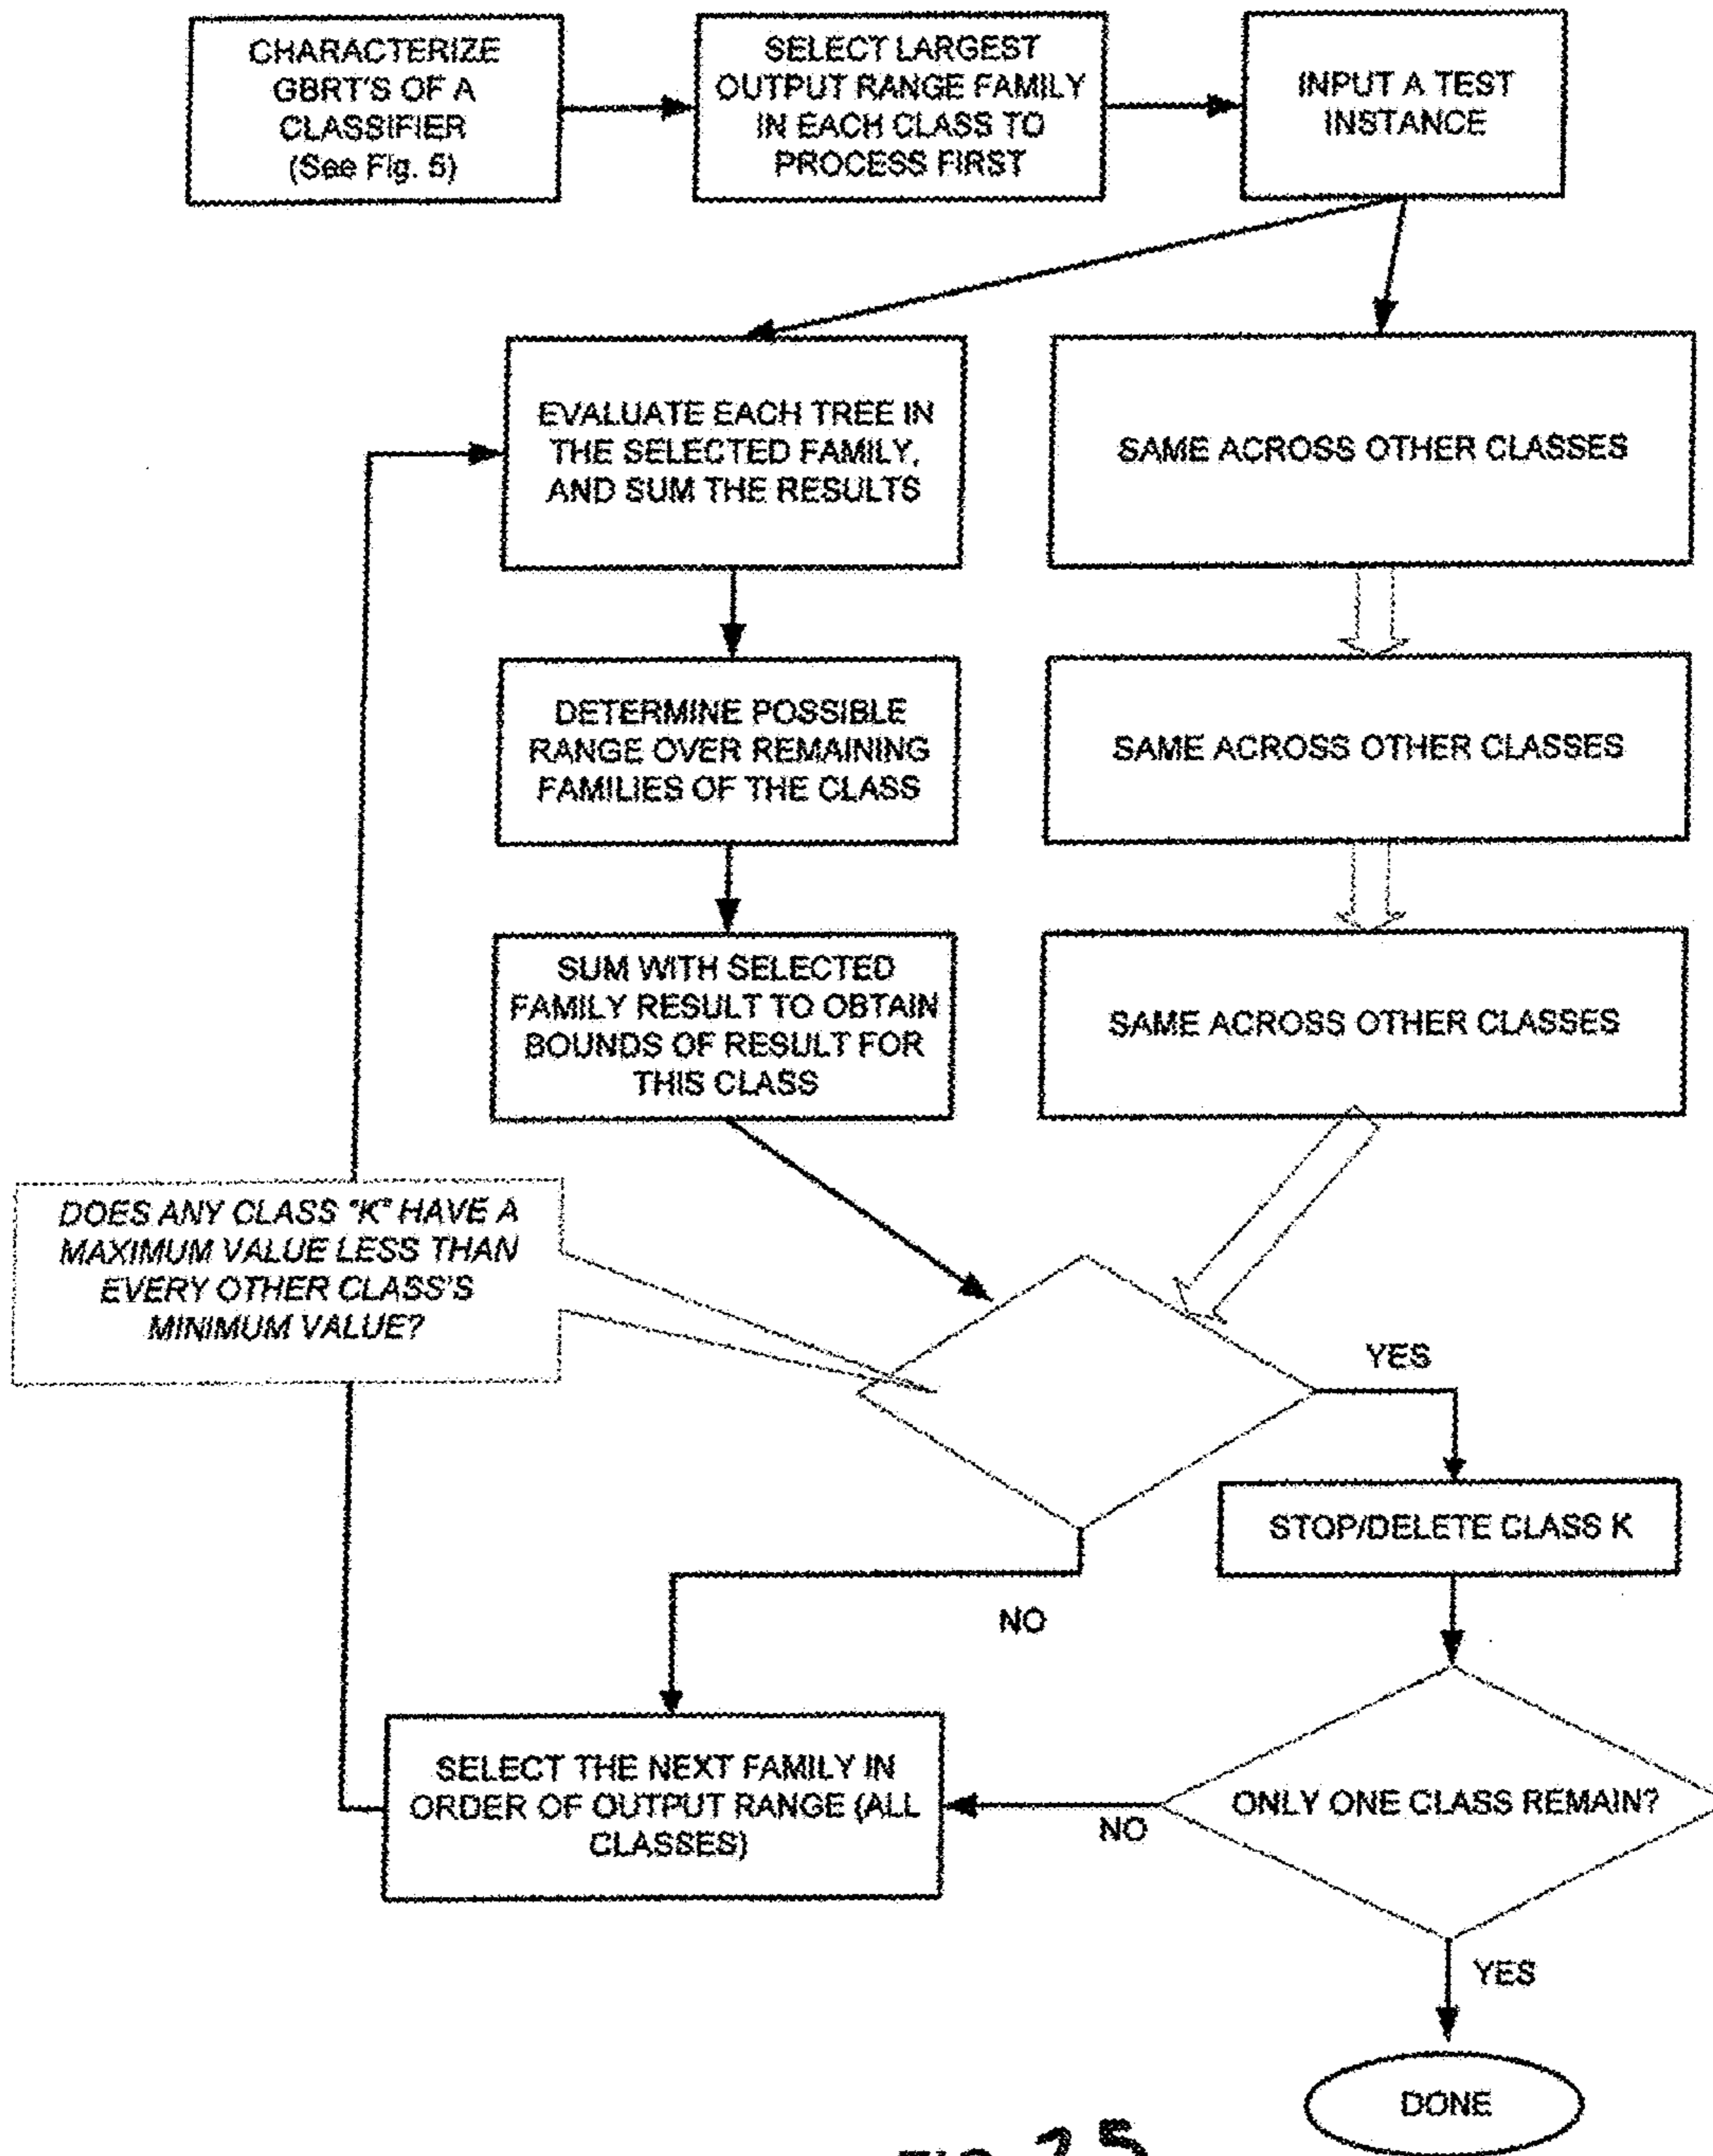 CHARACTERIZE
GBRT'S OF A
CLASSIFIER
(See Fig. 5)
SELECT LARGEST
OUTPUT RANGE FAMILY
IN EACH CLASS TO
PROCESS FIRST
INPUT A TEST
INSTANCE
EVALUATE EACH TREE IN
THE SELECTED FAMILY,
AND SUM THE RESULTS
SAME ACROSS OTHER CLASSES
DETERMINE POSSIBLE
RANGE OVER REMAINING
FAMILIES OF THE CLASS
SAME ACROSS OTHER CLASSES
SUM WITH SELECTED
FAMILY RESULT TO OBTAIN
BOUNDS OF RESULT FOR
THIS CLASS
SAME ACROSS OTHER CLASSES
DOES ANY CLASS "K" HAVE A
MAXIMUM VALUE LESS THAN
EVERY OTHER CLASS'S
MINIMUM VALUE?
YES
STOP/DELETE CLASS K
NO
SELECT THE NEXT FAMILY IN
ORDER OF OUTPUT RANGE (ALL
CLASSES)
NO
ONLY ONE CLASS REMAIN?
YES
DONE
FIG. 25